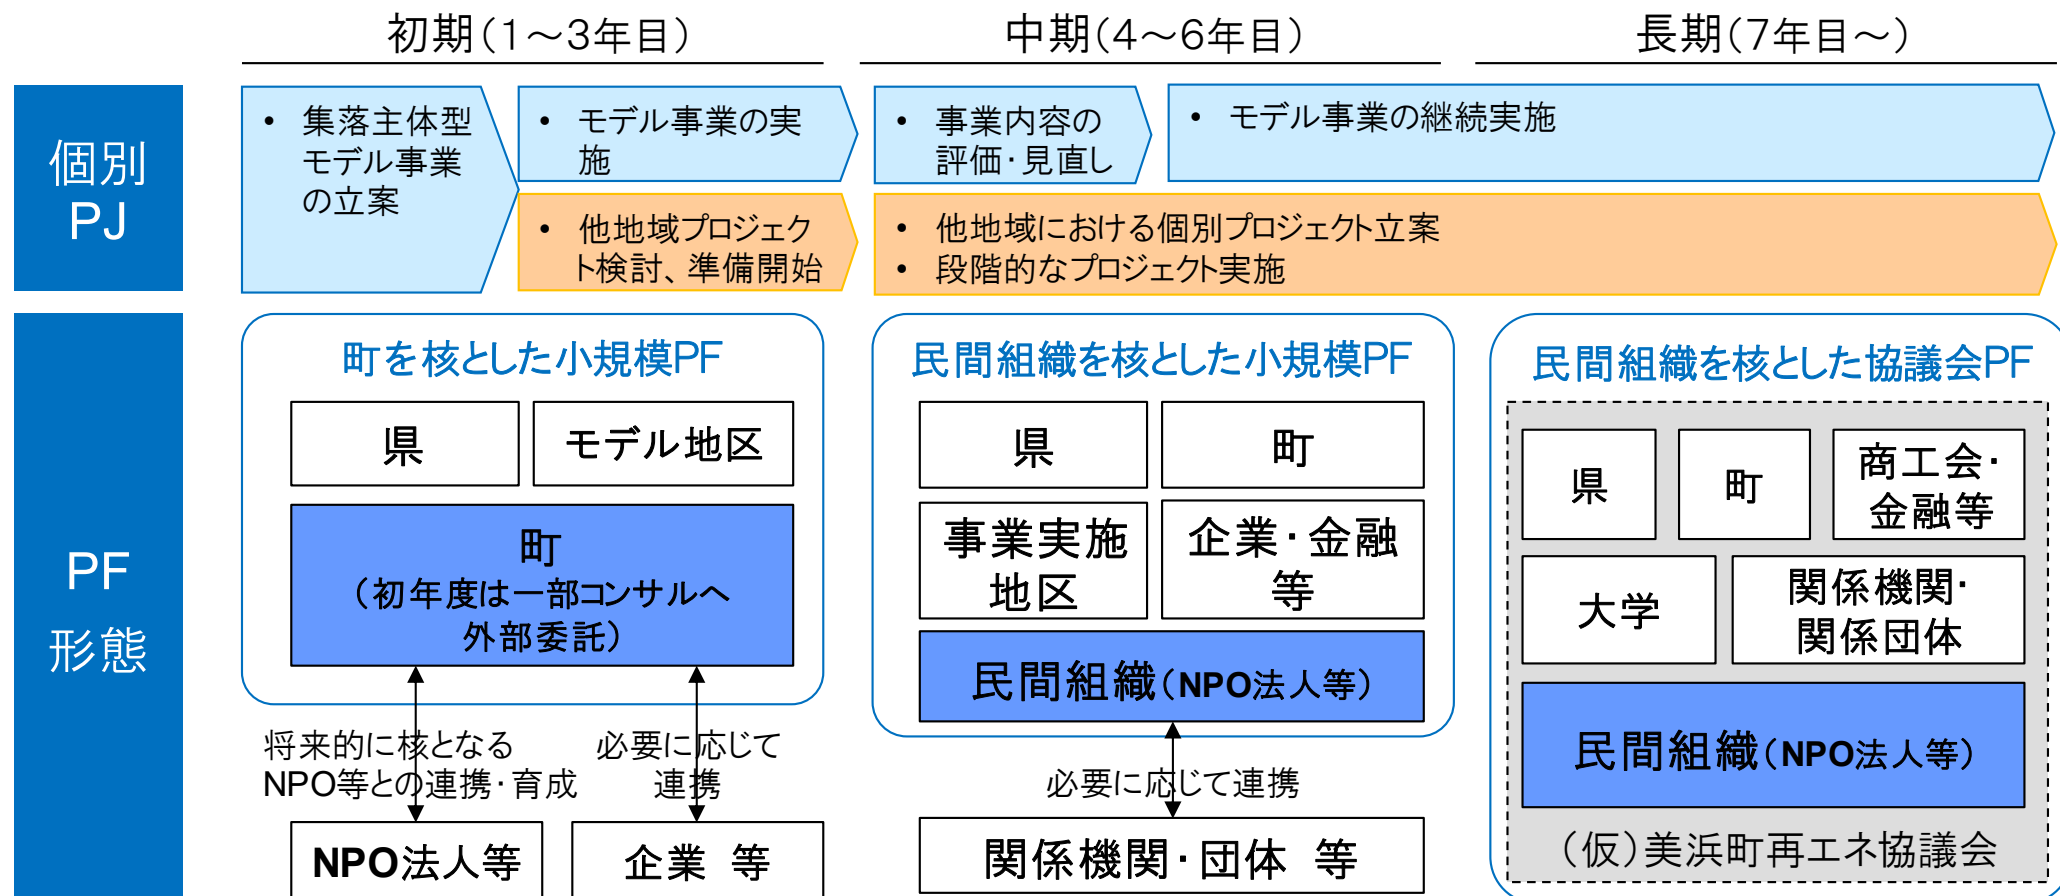 初期（1～3年目）
中期（4～6年目）
長期（7年目～）
個別
PJ
• 集落主体型
モデル事業
の立案
• モデル事業の実
施
• 他地域プロジェク
ト検討、準備開始
• 事業内容の
評価・見直し
• モデル事業の継続実施
• 他地域における個別プロジェクト立案
• 段階的なプロジェクト実施
PF
形態
町を核とした小規模PF
県
モデル地区
町
（初年度は一部コンサルへ
外部委託）
将来的に核となる
NPO等との連携・育成
必要に応じて
連携
NPO法人等
企業 等
民間組織を核とした小規模PF
県
町
事業実施
地区
企業・金融
等
民間組織（NPO法人等）
必要に応じて連携
関係機関・団体 等
民間組織を核とした協議会PF
県
町
商工会・
金融等
大学
関係機関・
関係団体
民間組織（NPO法人等）
（仮）美浜町再エネ協議会